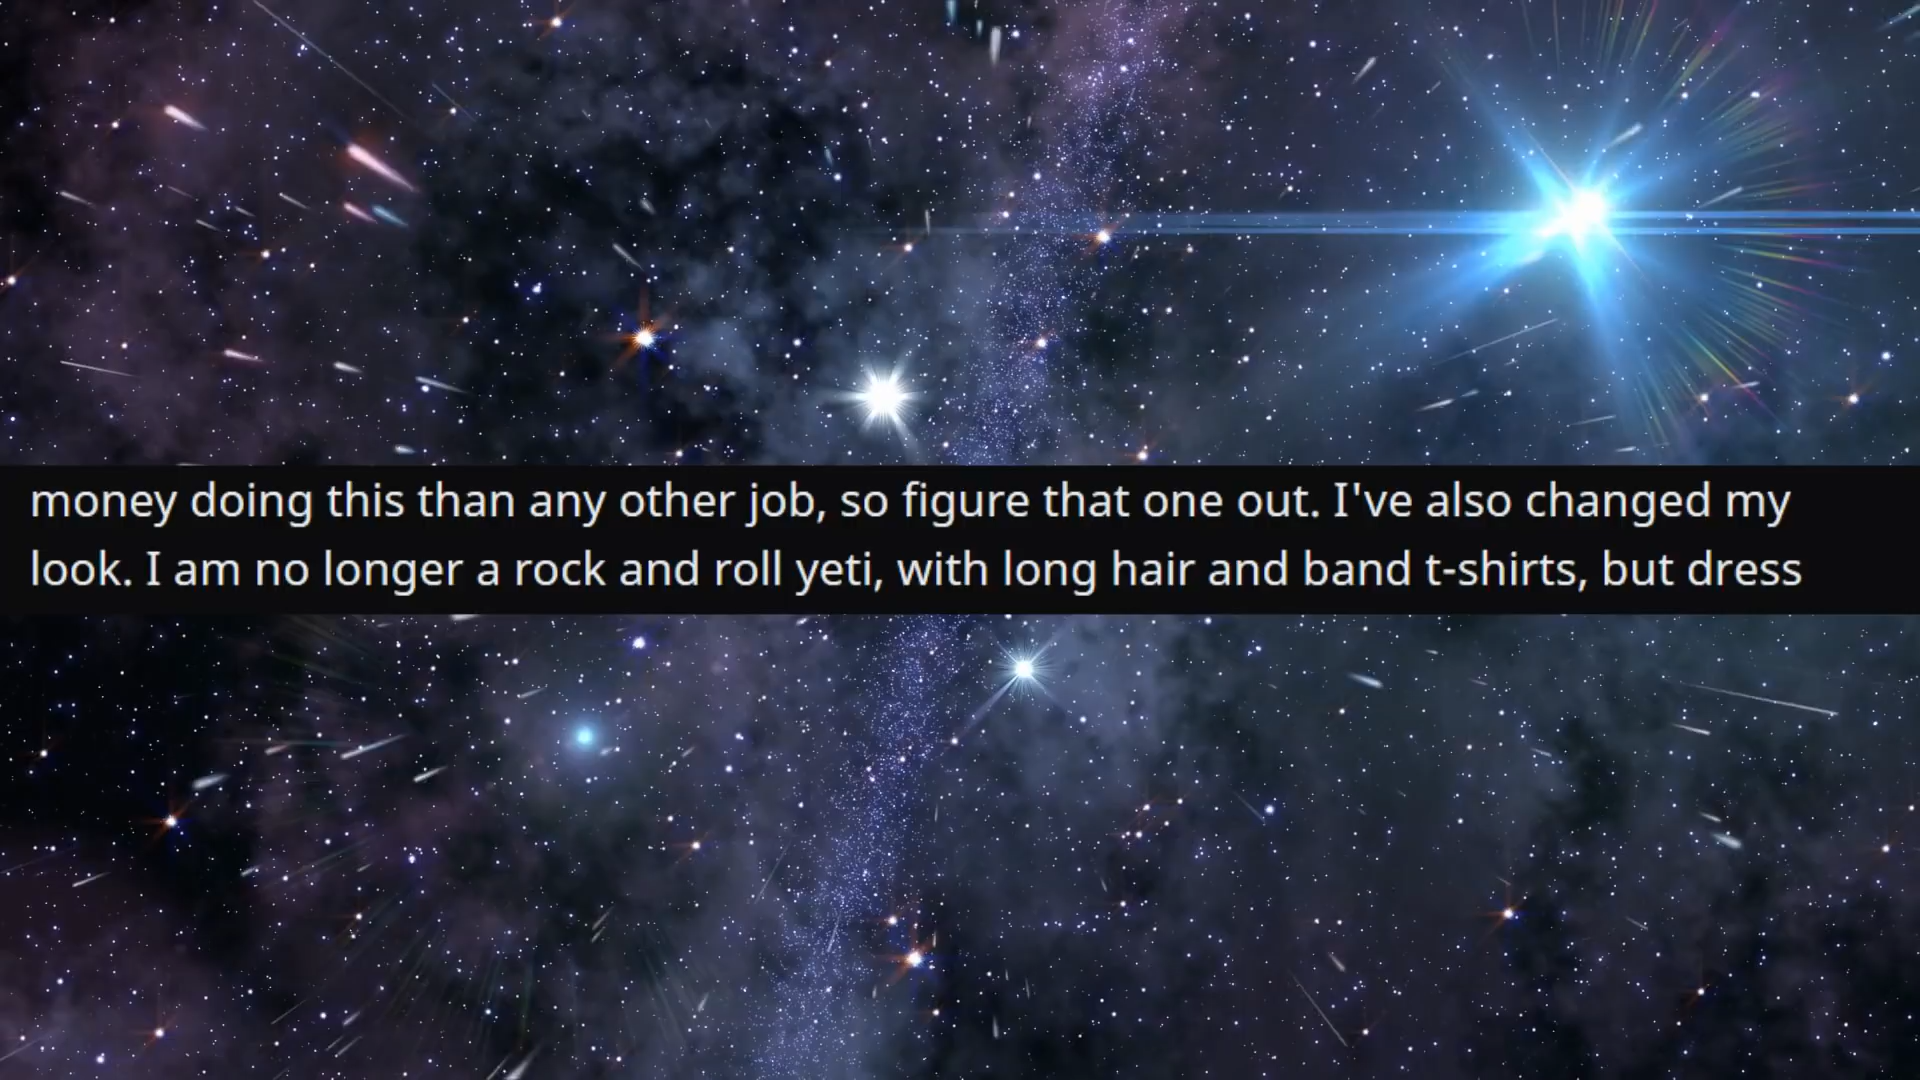 money doing this than any other job, so figure that one out. I've also changed my
look. I am no longer a rock and roll yeti, with long hair and band t-shirts, but dress